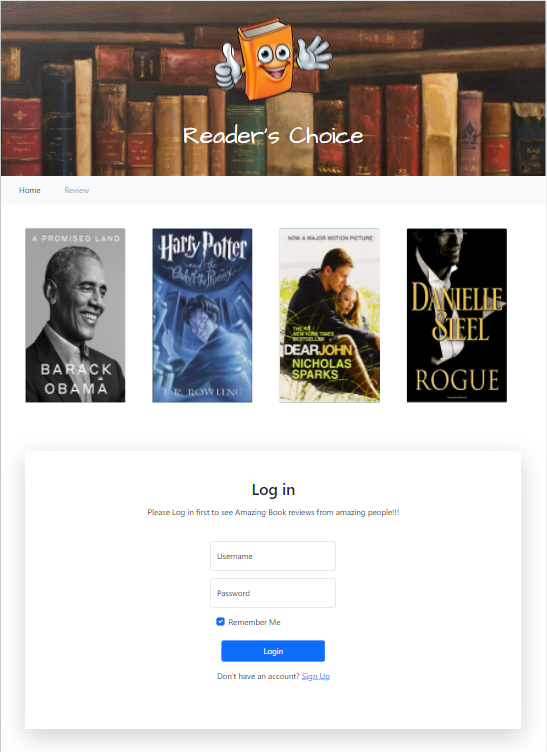 Reader's Choice
Home Review
A PROMISED LAND
BARACK
OBAMA
Harry Potter
and the
Order of the Phoenix
J. K. ROWLING
NOW A MAJOR MOTION PICTURE
THE #1
NEW YORK TIMES
BESTSELLER
DEAR JOHN
NICHOLAS
SPARKS
DANIELLE
STEEL
ROGUE
Log in
Please Log in first to see Amazing Book reviews from amazing people!!!
Username
Password
Remember Me
Login
Don't have an account? Sign Up